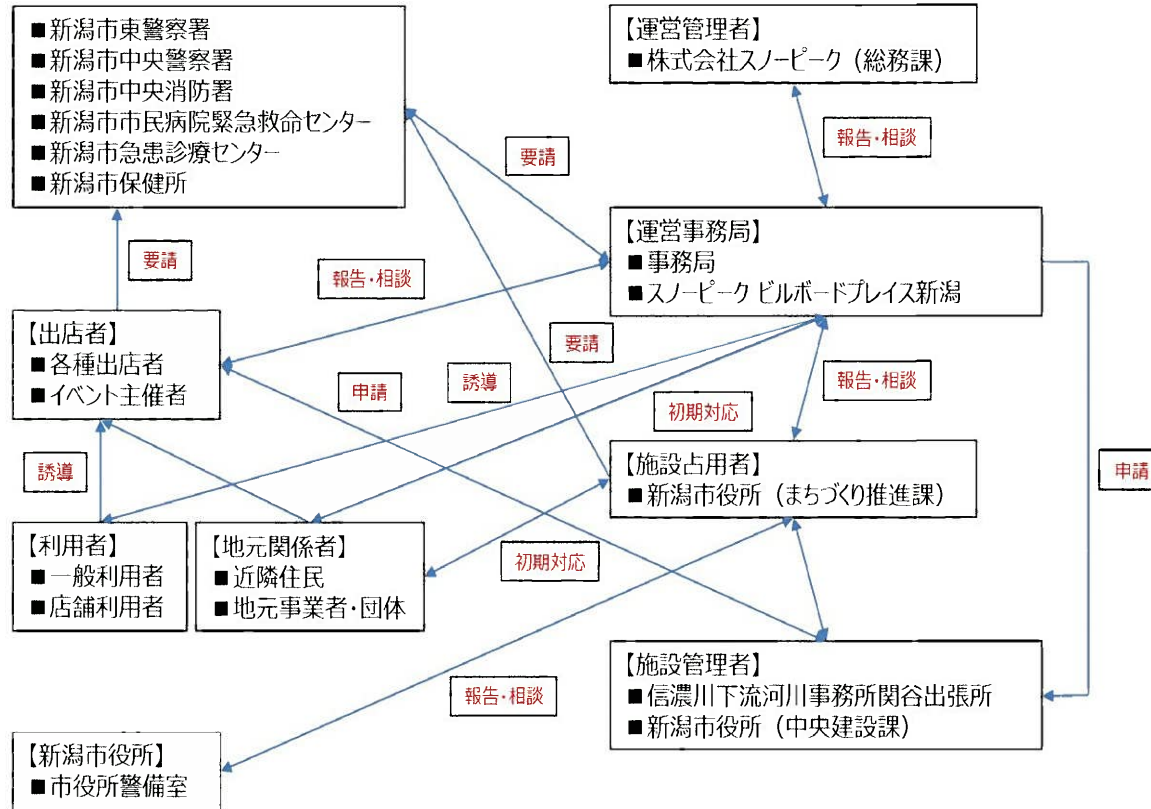 ■新潟市東警察署
■新潟市中央警察署
■新潟市中央消防署
■新潟市市民病院緊急救命センター
■新潟市急患診療センター
■新潟市保健所
【運営管理者】
■株式会社スノーピーク（総務課）
報告・相談
要請
【運営事務局】
■事務局
■スノーピーク ビルボードプレイス新潟
要請
報告・相談
【出店者】
■各種出店者
■イベント主催者
要請
誘導
申請
報告・相談
初期対応
【施設占用者】
■新潟市役所（まちづくり推進課）
申請
誘導
【利用者】
■一般利用者
■店舗利用者
【地元関係者】
■近隣住民
■地元事業者・団体
初期対応
【施設管理者】
■信濃川下流河川事務所関谷出張所
■新潟市役所（中央建設課）
報告・相談
【新潟市役所】
■市役所警備室